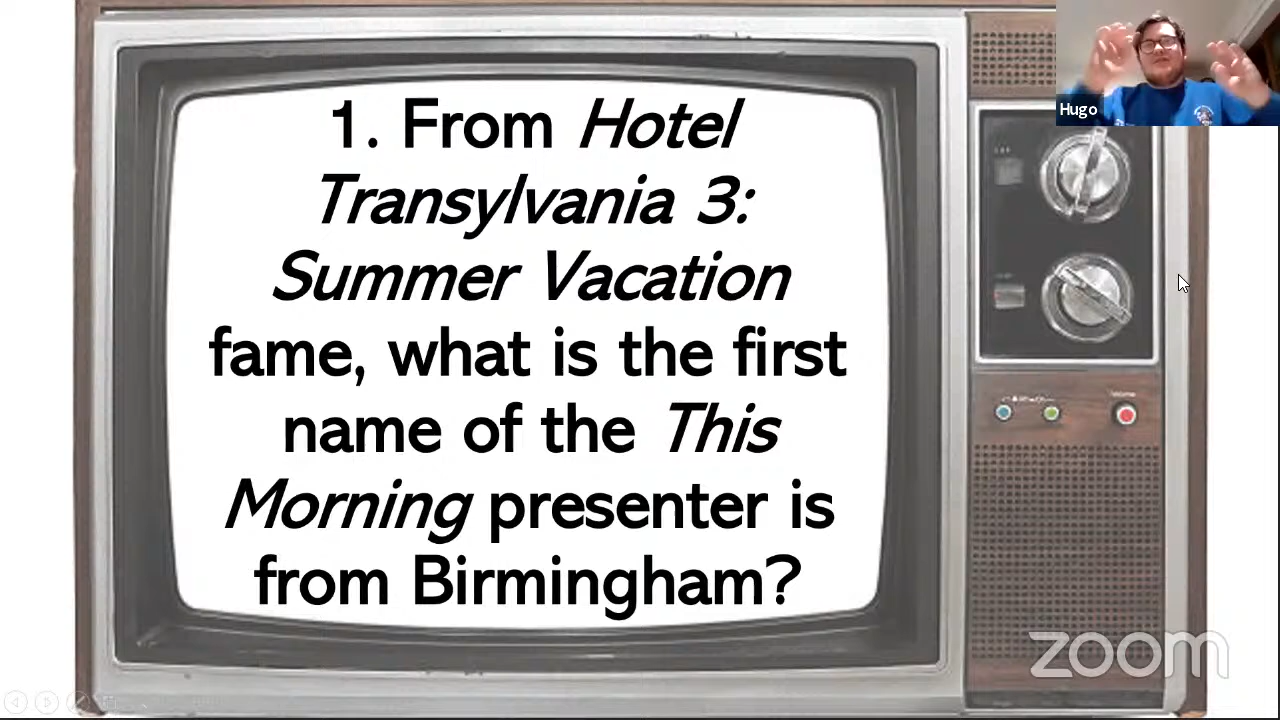 1. From Hotel
Transylvania 3:
Summer Vacation
fame, what is the first
name of the This
Morning presenter is
from Birmingham?
Hugo
zoom